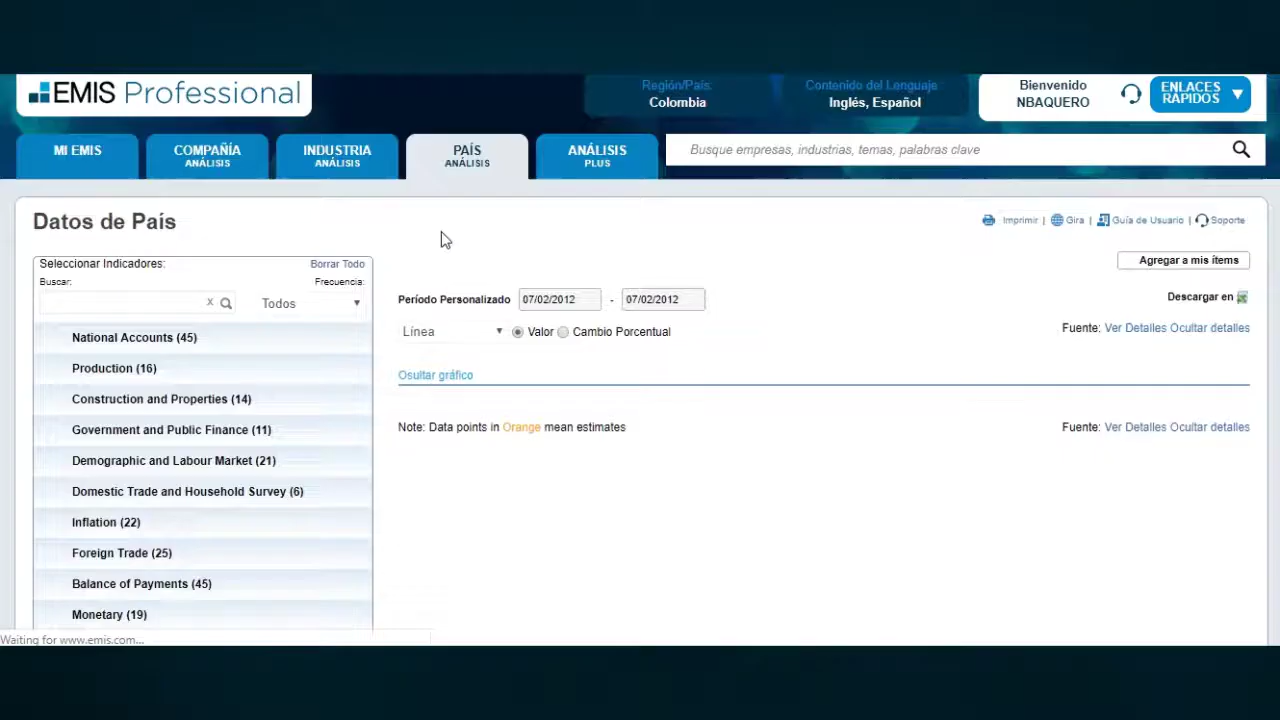 EMIS Professional
Región/País:
Colombia
Contenido del Lenguaje
Inglés, Español
Bienvenido
NBAQUERO
ENLACES
RÁPIDOS
MI EMIS
COMPAÑÍA
ANÁLISIS
INDUSTRIA
ANÁLISIS
PAÍS
ANÁLISIS
ANÁLISIS
PLUS
Busque empresas, industrias, temas, palabras clave
Datos de País
Imprimir | Gira | Guía de Usuario | Soporte
Seleccionar Indicadores:
Borrar Todo
Buscar:
Frecuencia:
x
Todos
National Accounts (45)
Production (16)
Construction and Properties (14)
Government and Public Finance (11)
Demographic and Labour Market (21)
Domestic Trade and Household Survey (6)
Inflation (22)
Foreign Trade (25)
Balance of Payments (45)
Monetary (19)
Agregar a mis ítems
Período Personalizado 07/02/2012 - 07/02/2012
Descargar en
Línea Valor Cambio Porcentual
Fuente: Ver Detalles Ocultar detalles
Osultar gráfico
Note: Data points in Orange mean estimates
Fuente: Ver Detalles Ocultar detalles
Waiting for www.emis.com...